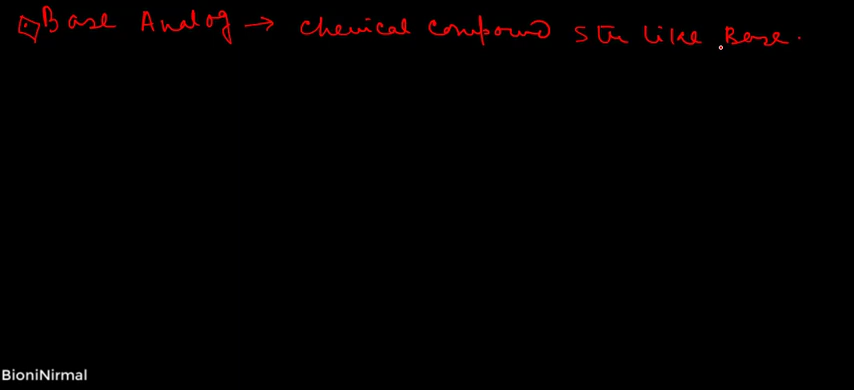 Base Analog → Chemical compound str like Base.
BioniNirmal